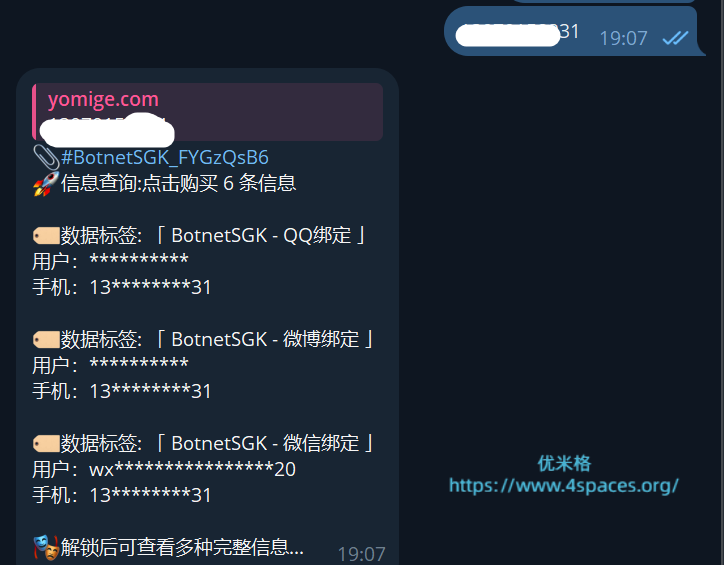 31
19:07
yomige.com
#BotnetSGK_FYGzQsB6
信息查询:点击购买 6 条信息
数据标签: 「 BotnetSGK - QQ绑定 」
用户: **********
手机: 13********31
数据标签: 「 BotnetSGK - 微博绑定 」
用户: **********
手机: 13********31
数据标签: 「 BotnetSGK - 微信绑定 」
用户: wx****************20
手机: 13********31
解锁后可查看多种完整信息...
19:07
优米格
https://www.4spaces.org/